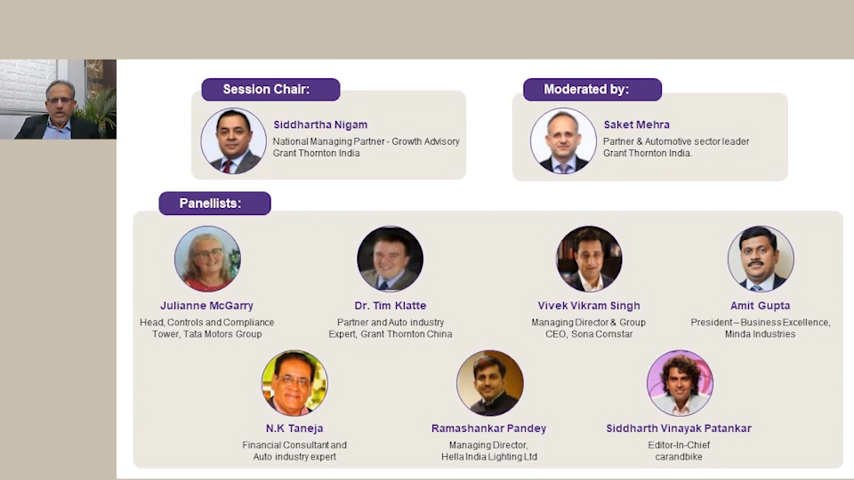 Session Chair:
Siddhartha Nigam
National Managing Partner - Growth Advisory
Grant Thornton India
Moderated by:
Saket Mehra
Partner & Automotive sector leader
Grant Thornton India.
Panellists:
Julianne McGarry
Head, Controls and Compliance
Tower, Tata Motors Group
Dr. Tim Klatte
Partner and Auto industry
Expert, Grant Thornton China
Vivek Vikram Singh
Managing Director & Group
CEO, Sona Comstar
Amit Gupta
President – Business Excellence,
Minda Industries
N.K Taneja
Financial Consultant and
Auto industry expert
Ramashankar Pandey
Managing Director,
Hella India Lighting Ltd
Siddharth Vinayak Patankar
Editor-In-Chief
carandbike